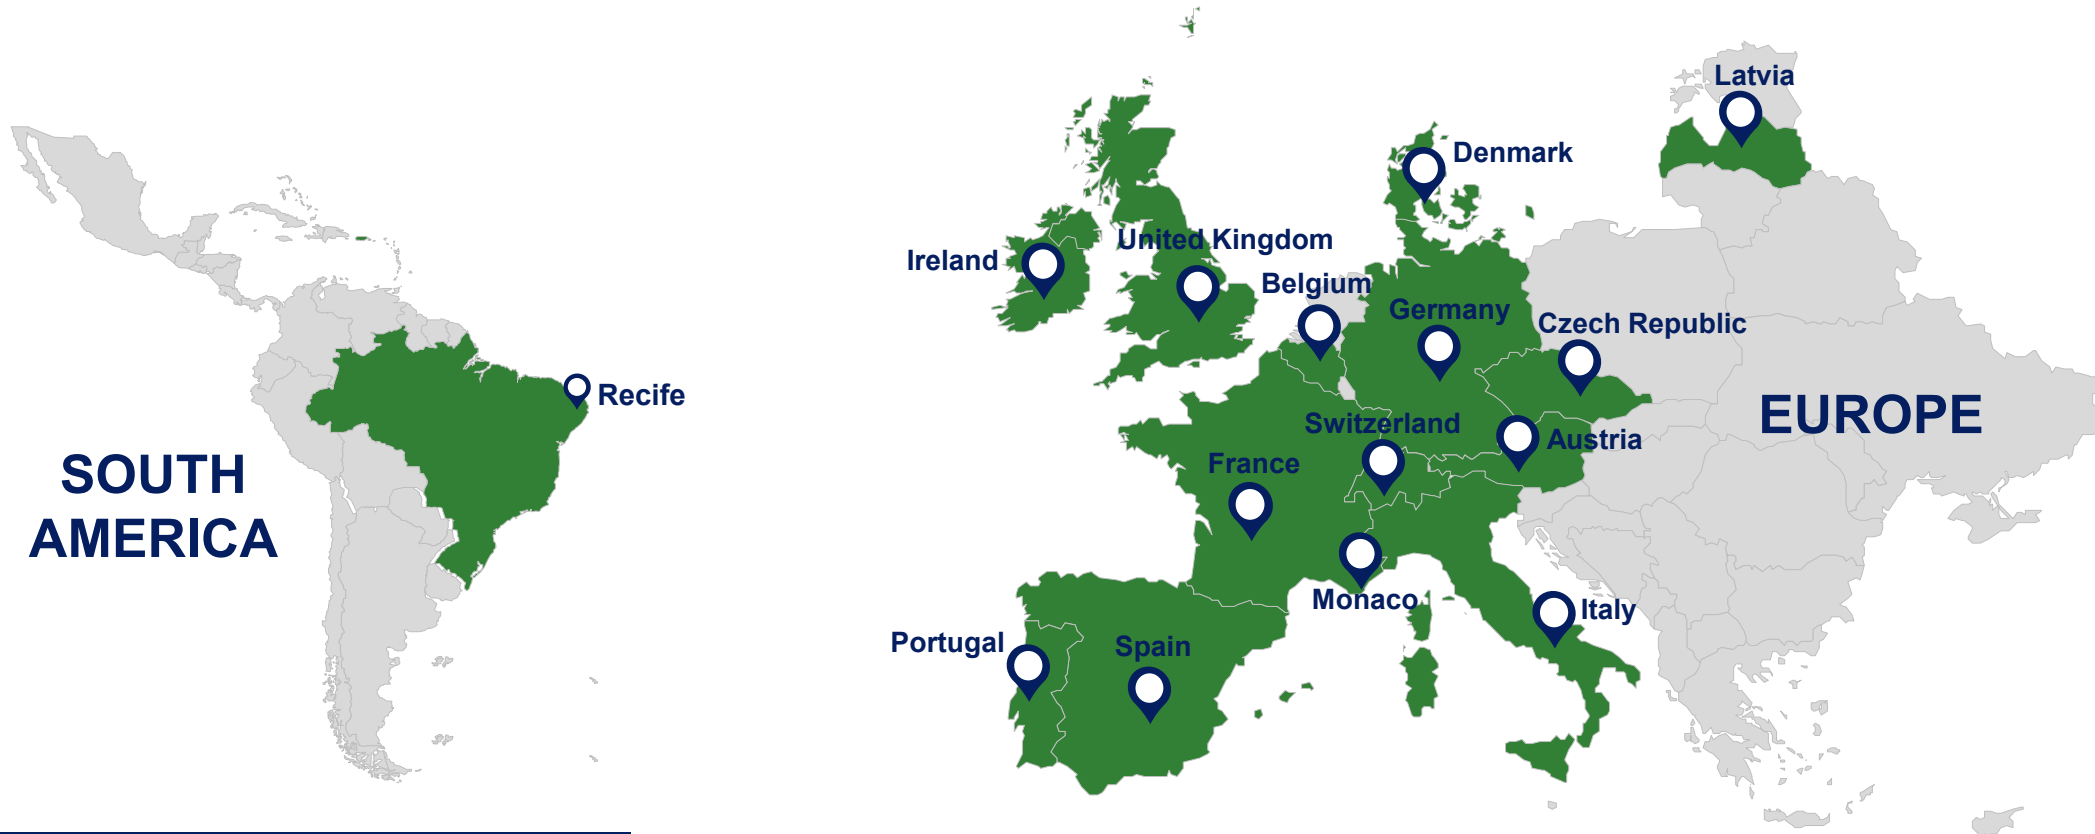 Latvia
Denmark
United Kingdom
Ireland
Belgium
Germany
Czech Republic
Recife
EUROPE
Switzerland
Austria
France
SOUTH
AMERICA
Monaco
Italy
Portugal
Spain